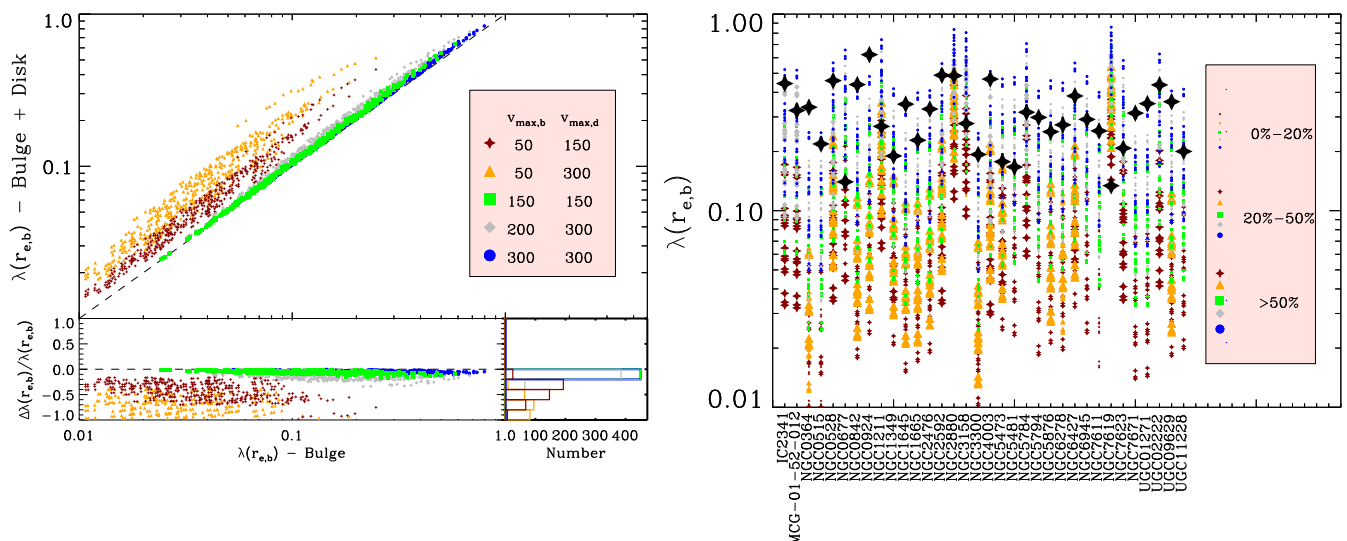 λ(r_e,b) − Bulge + Disk
1.0
0.1
V_max,b V_max,d
50 150
50 300
150 150
200 300
300 300
Δλ(r_e,b)/λ(r_e,b)
1.0
0.5
−0.0
−0.5
−1.0
0.01 0.1 1.0 100 200 300 400
λ(r_e,b) − Bulge
Number
λ(r_e,b)
1.00
0.10
0.01
0%−20%
20%−50%
>50%
IC2341
MCG−01−52−012
NGC0364
NGC0515
NGC0528
NGC0677
NGC0842
NGC0924
NGC1211
NGC1349
NGC1645
NGC1665
NGC2476
NGC2592
NGC2880
NGC3158
NGC3300
NGC4003
NGC5473
NGC5481
NGC5784
NGC5794
NGC5876
NGC6278
NGC6427
NGC6945
NGC7611
NGC7619
NGC7623
NGC7671
UGC01271
UGC02222
UGC09629
UGC11228